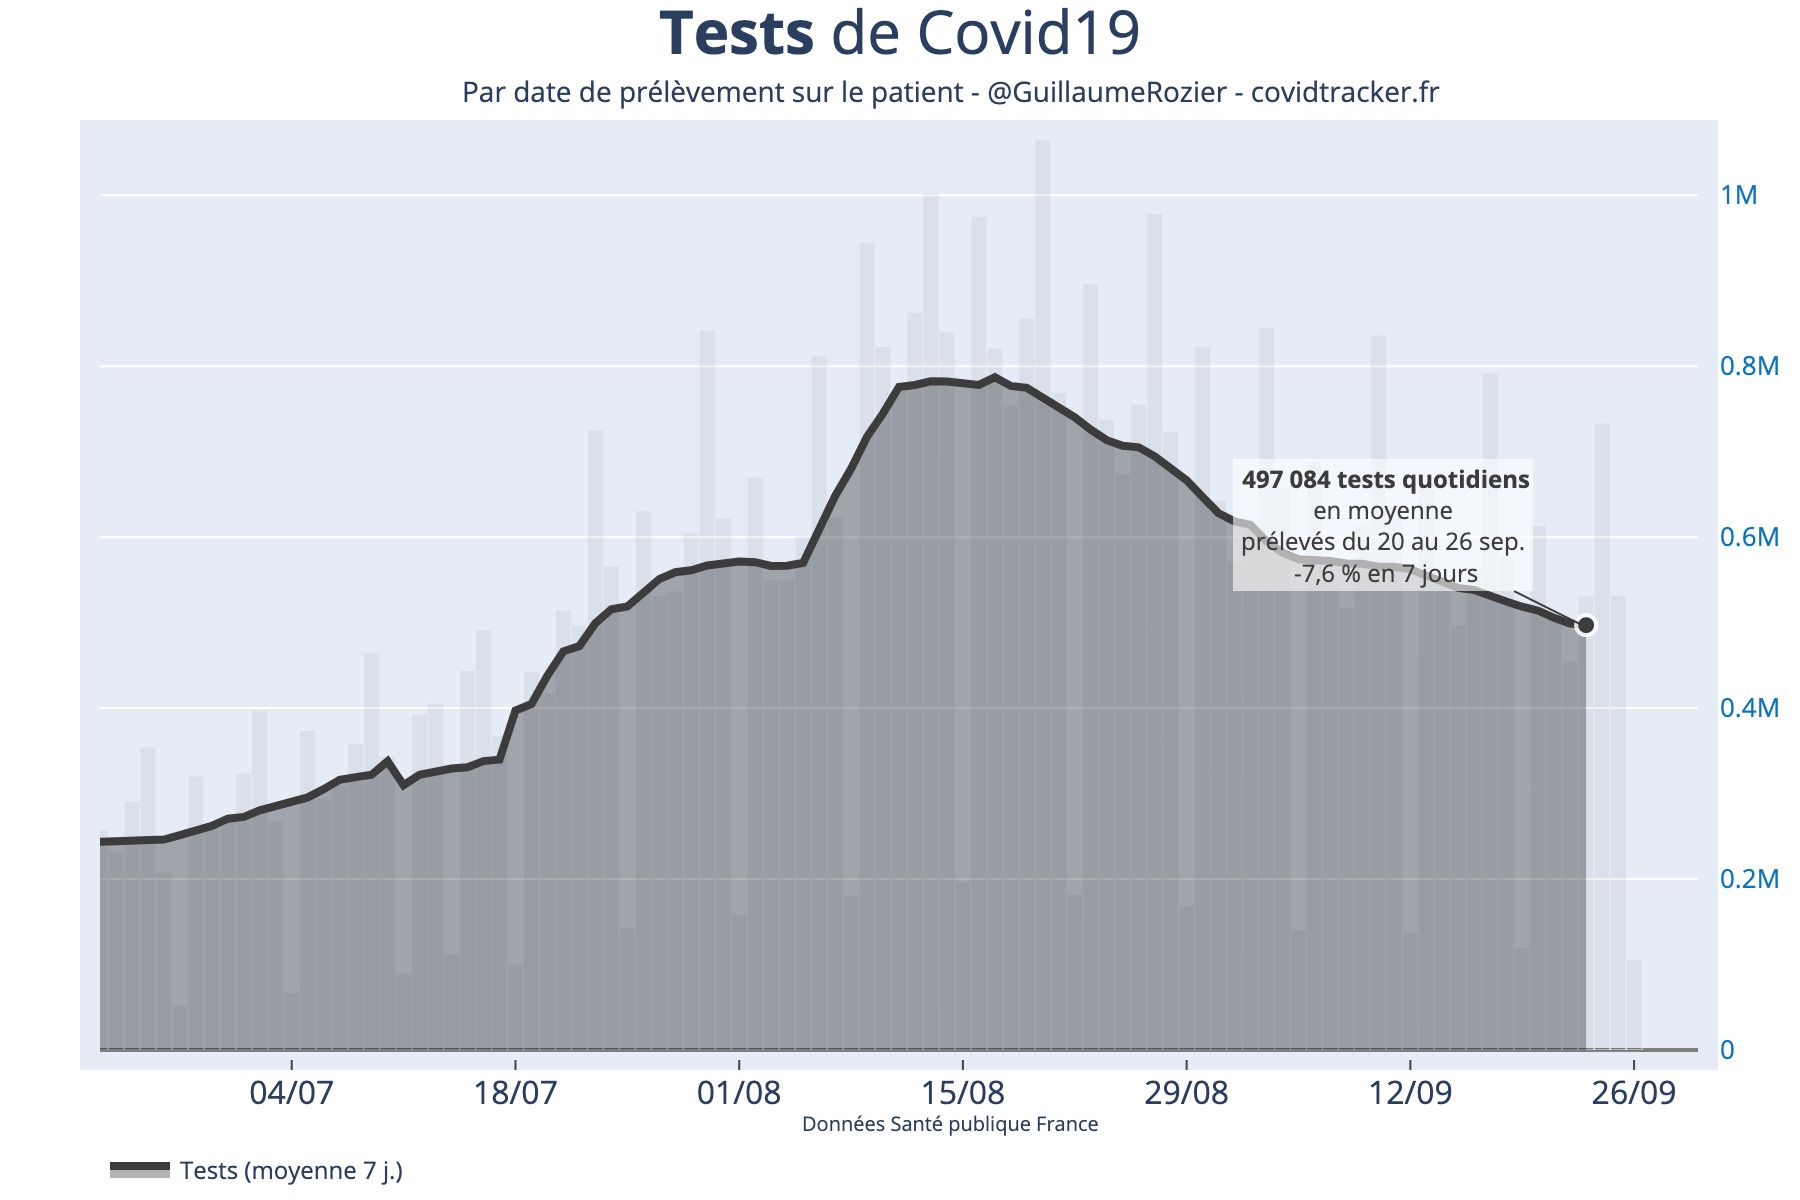 Tests de Covid19
Par date de prélèvement sur le patient - @GuillaumeRozier - covidtracker.fr
1M
0.8M
497 084 tests quotidiens
en moyenne
prélevés du 20 au 26 sep.
-7,6 % en 7 jours
0.6M
0.4M
0.2M
0
04/07 18/07 01/08 15/08 29/08 12/09 26/09
Données Santé publique France
Tests (moyenne 7 j.)